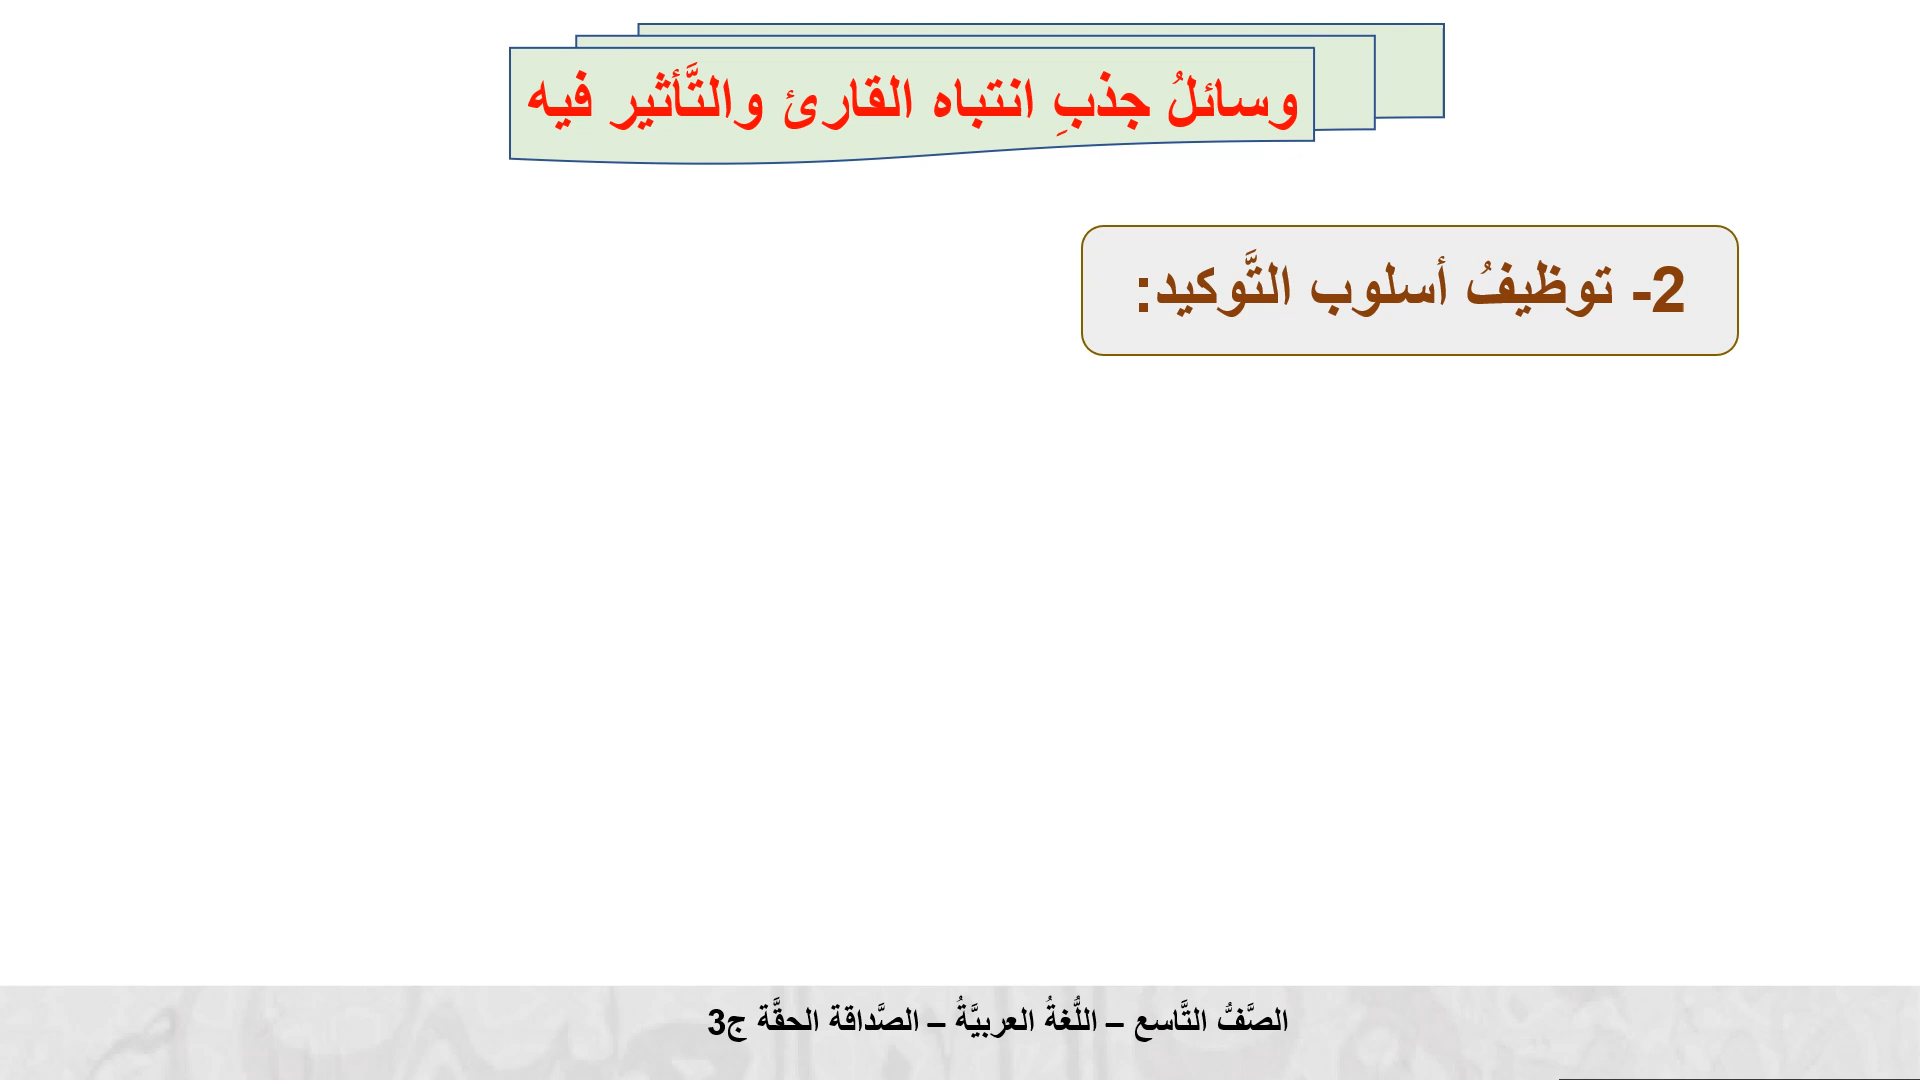 وسائلُ جذبِ انتباه القارئ والتَّأثير فيه
2- توظيفُ أسلوب التَّوكيد:
الصَّفُّ التَّاسع – اللُّغةُ العربيَّةُ – الصَّداقة الحقَّة ج3